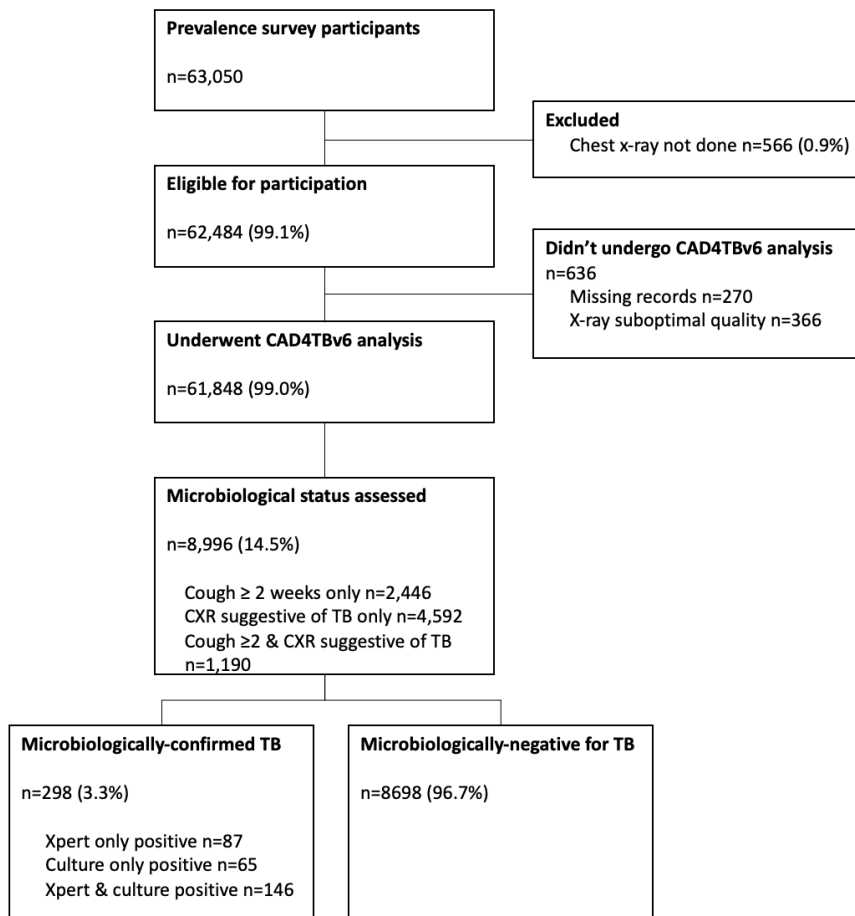 Prevalence survey participants
n=63,050
Excluded
Chest x-ray not done n=566 (0.9%)
Eligible for participation
n=62,484 (99.1%)
Didn't undergo CAD4TBv6 analysis
n=636
Missing records n=270
X-ray suboptimal quality n=366
Underwent CAD4TBv6 analysis
n=61,848 (99.0%)
Microbiological status assessed
n=8,996 (14.5%)
Cough ≥ 2 weeks only n=2,446
CXR suggestive of TB only n=4,592
Cough ≥2 & CXR suggestive of TB
n=1,190
Microbiologically-confirmed TB
n=298 (3.3%)
Xpert only positive n=87
Culture only positive n=65
Xpert & culture positive n=146
Microbiologically-negative for TB
n=8698 (96.7%)